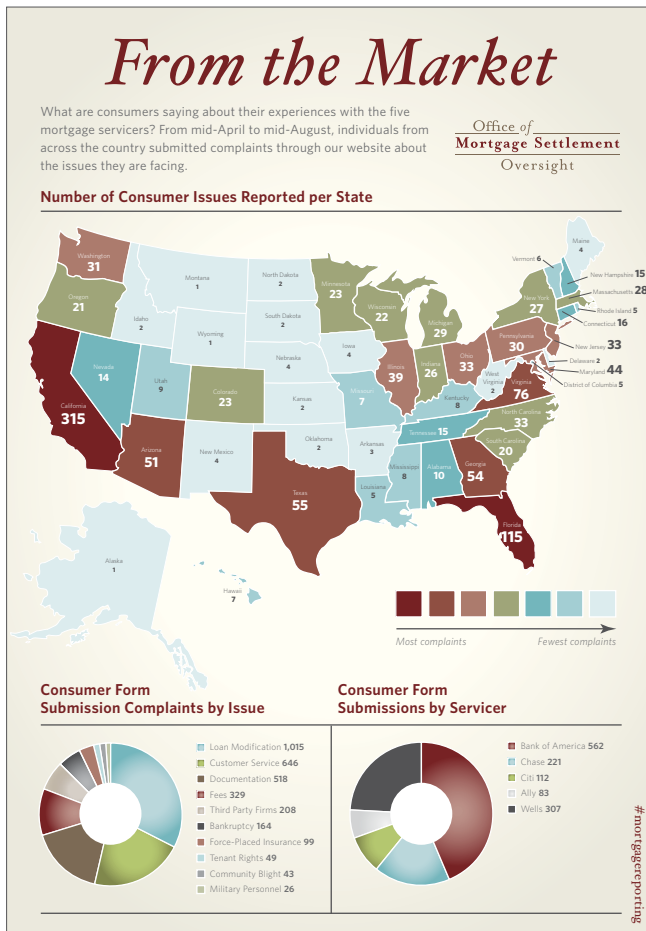 From the Market
What are consumers saying about their experiences with the five
mortgage servicers? From mid-April to mid-August, individuals from
across the country submitted complaints through our website about
the issues they are facing.
Office of
Mortgage Settlement
Oversight
Number of Consumer Issues Reported per State
Washington
31
Oregon
21
California
315
Nevada
14
Idaho
2
Montana
1
Wyoming
1
Utah
9
Arizona
51
Colorado
23
New Mexico
4
North Dakota
2
South Dakota
2
Nebraska
4
Kansas
2
Oklahoma
2
Texas
55
Minnesota
23
Iowa
4
Missouri
7
Arkansas
3
Louisiana
5
Wisconsin
22
Illinois
39
Michigan
29
Indiana
26
Ohio
33
Kentucky
8
Tennessee 15
Mississippi
8
Alabama
10
Georgia
54
Florida
115
South Carolina
20
North Carolina
33
Virginia
76
West
Virginia
2
Pennsylvania
30
New York
27
Maine
4
Vermont 6
New Hampshire 15
Massachusetts 28
Rhode Island 5
Connecticut 16
New Jersey 33
Delaware 2
Maryland 44
District of Columbia 5
Alaska
1
Hawaii
7
Most complaints
Fewest complaints
Consumer Form
Submission Complaints by Issue
Loan Modification 1,015
Customer Service 646
Documentation 518
Fees 329
Third Party Firms 208
Bankruptcy 164
Force-Placed Insurance 99
Tenant Rights 49
Community Blight 43
Military Personnel 26
Consumer Form
Submissions by Servicer
Bank of America 562
Chase 221
Citi 112
Ally 83
Wells 307
#mortgagereporting